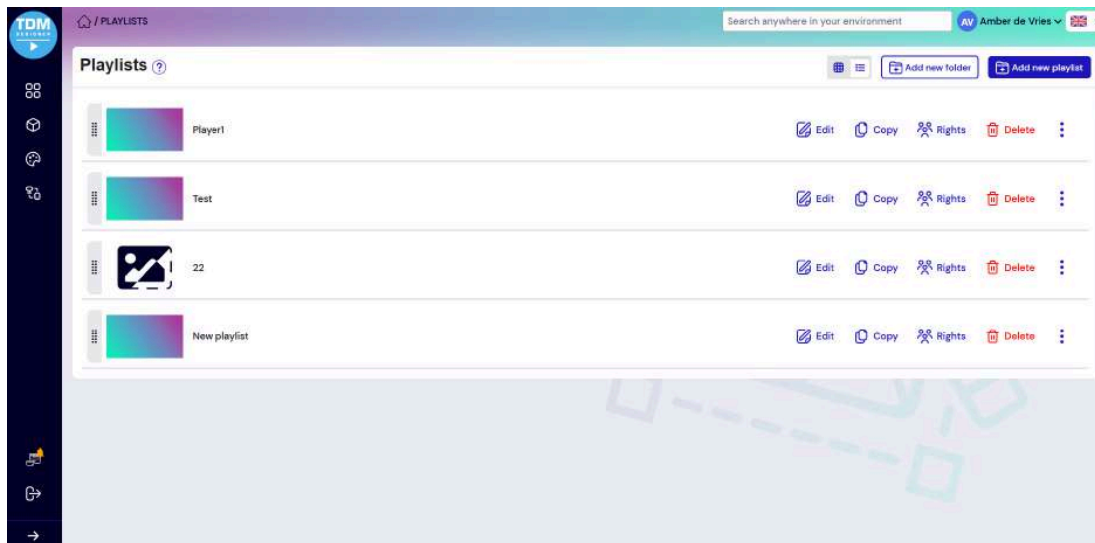 TDM
DESIGNER
/ PLAYLISTS
Search anywhere in your environment
AV Amber de Vries
Playlists ?
Add new folder
Add new playlist
Player1 Edit Copy Rights Delete
Test Edit Copy Rights Delete
22 Edit Copy Rights Delete
New playlist Edit Copy Rights Delete